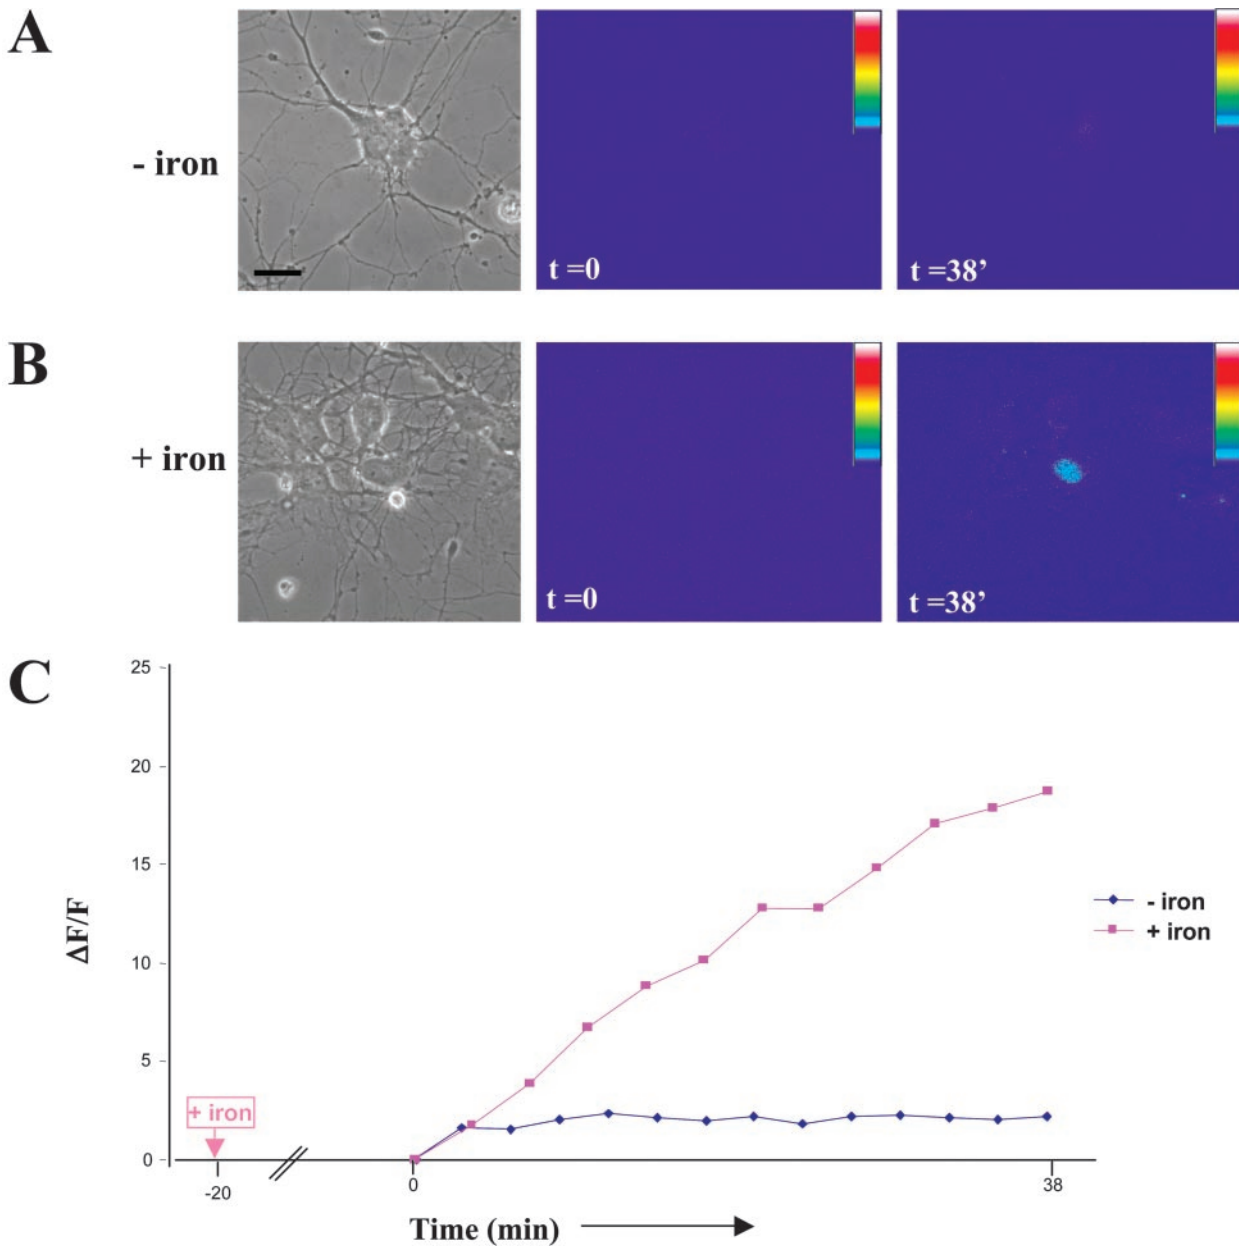 A
- iron
t =0
t =38’
B
+ iron
t =0
t =38’
C
25
20
15
10
5
0
ΔF/F
+ iron
-20
0
38
Time (min)
- iron
+ iron